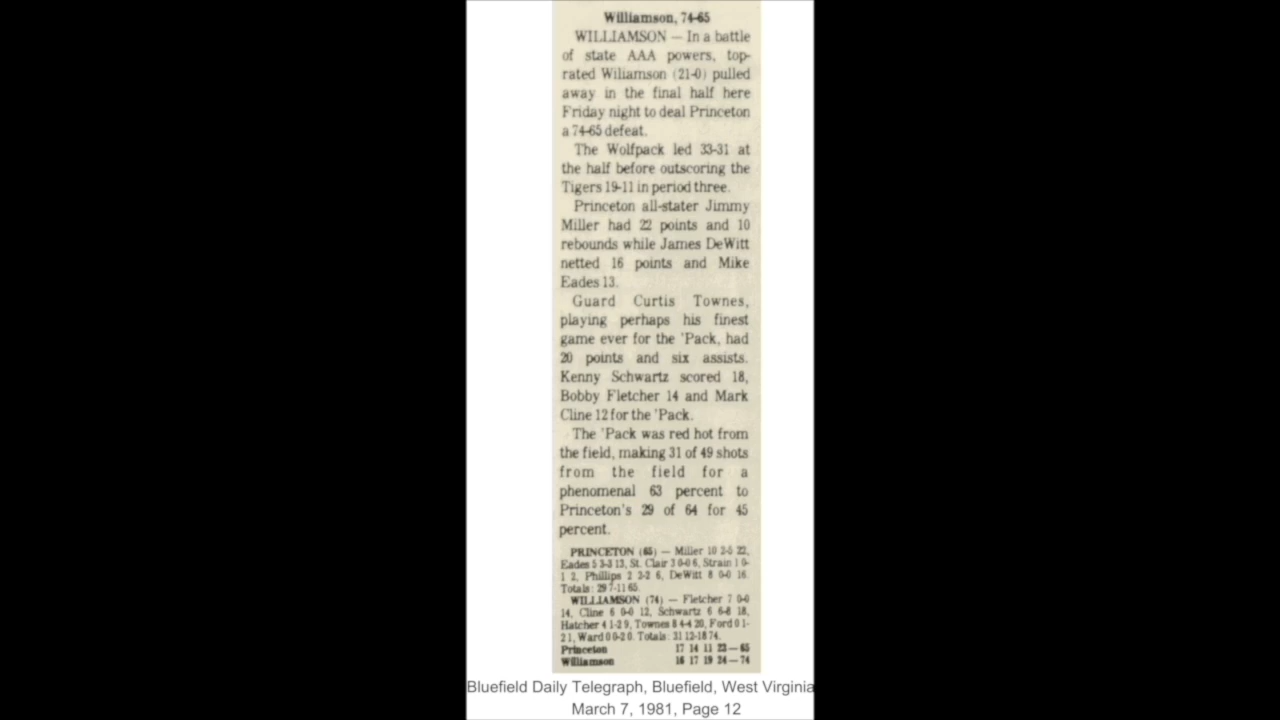 Williamson, 74-65
WILLIAMSON — In a battle
of state AAA powers, top-
rated Wiliamson (21-0) pulled
away in the final half here
Friday night to deal Princeton
a 74-65 defeat.
The Wolfpack led 33-31 at
the half before outscoring the
Tigers 19-11 in period three.
Princeton all-stater Jimmy
Miller had 22 points and 10
rebounds while James DeWitt
netted 16 points and Mike
Eades 13.
Guard Curtis Townes,
playing perhaps his finest
game ever for the 'Pack, had
20 points and six assists.
Kenny Schwartz scored 18,
Bobby Fletcher 14 and Mark
Cline 12 for the 'Pack.
The 'Pack was red hot from
the field, making 31 of 49 shots
from the field for a
phenomenal 63 percent to
Princeton's 29 of 64 for 45
percent.
PRINCETON (65) — Miller 10 2-5 22,
Eades 5 3-3 13, St. Clair 3 0-0 6, Strain 1 0-
1 2, Phillips 2 2-2 6, DeWitt 8 0-0 16.
Totals: 29 7-11 65.
WILLIAMSON (74) — Fletcher 7 0-0
14, Cline 6 0-0 12, Schwartz 6 6-8 18,
Hatcher 4 1-2 9, Townes 8 4-4 20, Ford 0 1-
2 1, Ward 0 0-2 0. Totals: 31 12-18 74.
Princeton 17 14 11 23 — 65
Williamson 16 17 19 24 — 74
Bluefield Daily Telegraph, Bluefield, West Virginia
March 7, 1981, Page 12